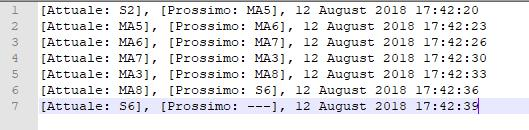 1 [Attuale: S2], [Prossimo: MA5], 12 August 2018 17:42:20
2 [Attuale: MA5], [Prossimo: MA6], 12 August 2018 17:42:23
3 [Attuale: MA6], [Prossimo: MA7], 12 August 2018 17:42:26
4 [Attuale: MA7], [Prossimo: MA3], 12 August 2018 17:42:30
5 [Attuale: MA3], [Prossimo: MA8], 12 August 2018 17:42:33
6 [Attuale: MA8], [Prossimo: S6], 12 August 2018 17:42:36
7 [Attuale: S6], [Prossimo: ---], 12 August 2018 17:42:39